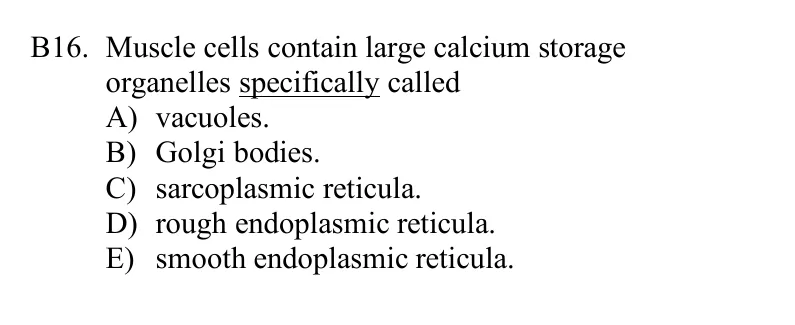 B16. Muscle cells contain large calcium storage
organelles specifically called
A) vacuoles.
B) Golgi bodies.
C) sarcoplasmic reticula.
D) rough endoplasmic reticula.
E) smooth endoplasmic reticula.